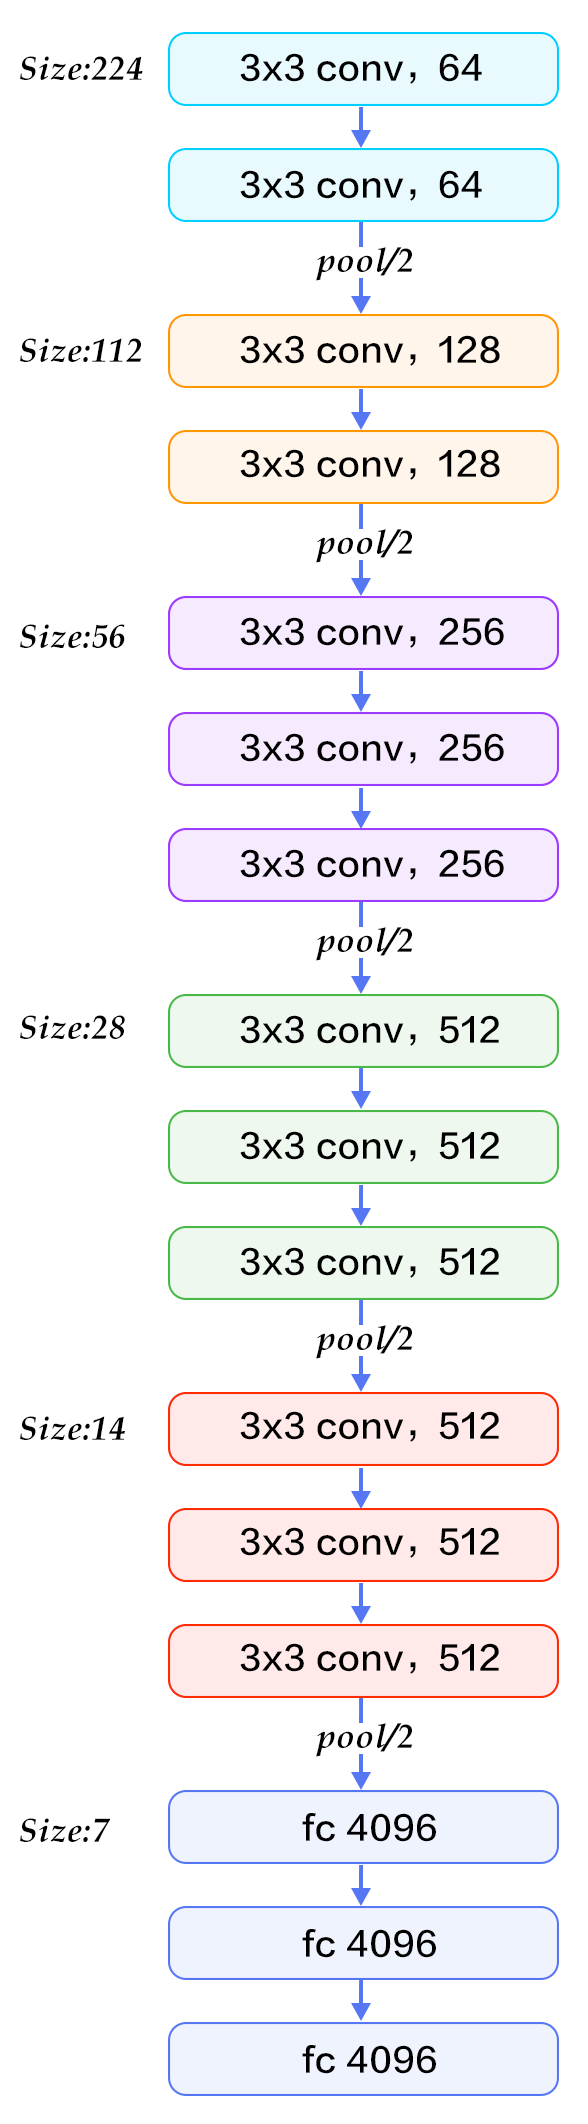 Size:224
3x3 conv，64
3x3 conv，64
pool/2
Size:112
3x3 conv，128
3x3 conv，128
pool/2
Size:56
3x3 conv，256
3x3 conv，256
3x3 conv，256
pool/2
Size:28
3x3 conv，512
3x3 conv，512
3x3 conv，512
pool/2
Size:14
3x3 conv，512
3x3 conv，512
3x3 conv，512
pool/2
Size:7
fc 4096
fc 4096
fc 4096